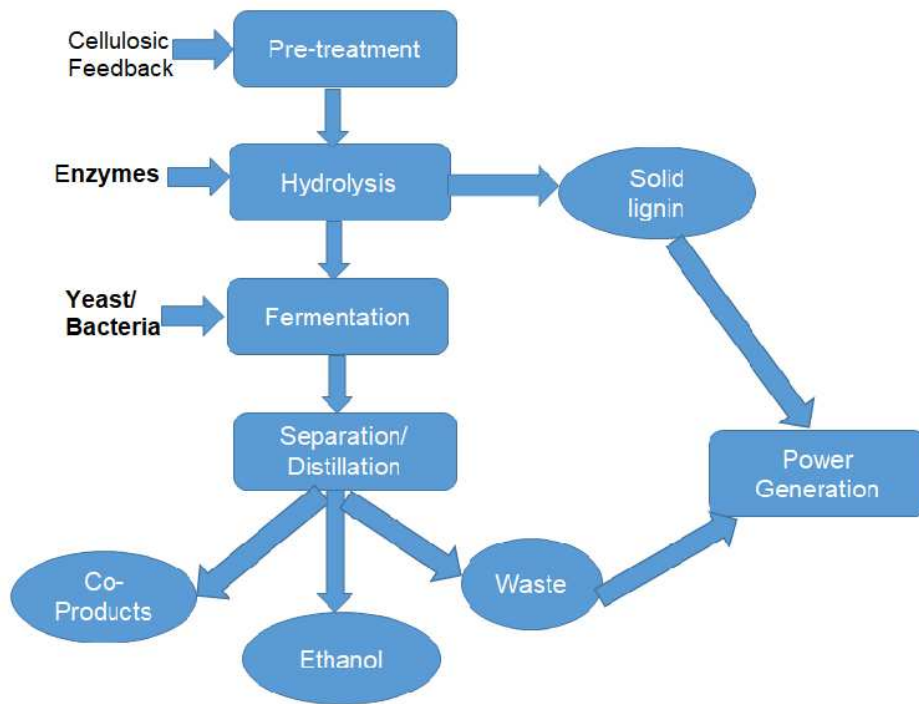 Cellulosic
Feedback
Pre-treatment
Enzymes
Hydrolysis
Solid
lignin
Yeast/
Bacteria
Fermentation
Separation/
Distillation
Power
Generation
Co-
Products
Waste
Ethanol